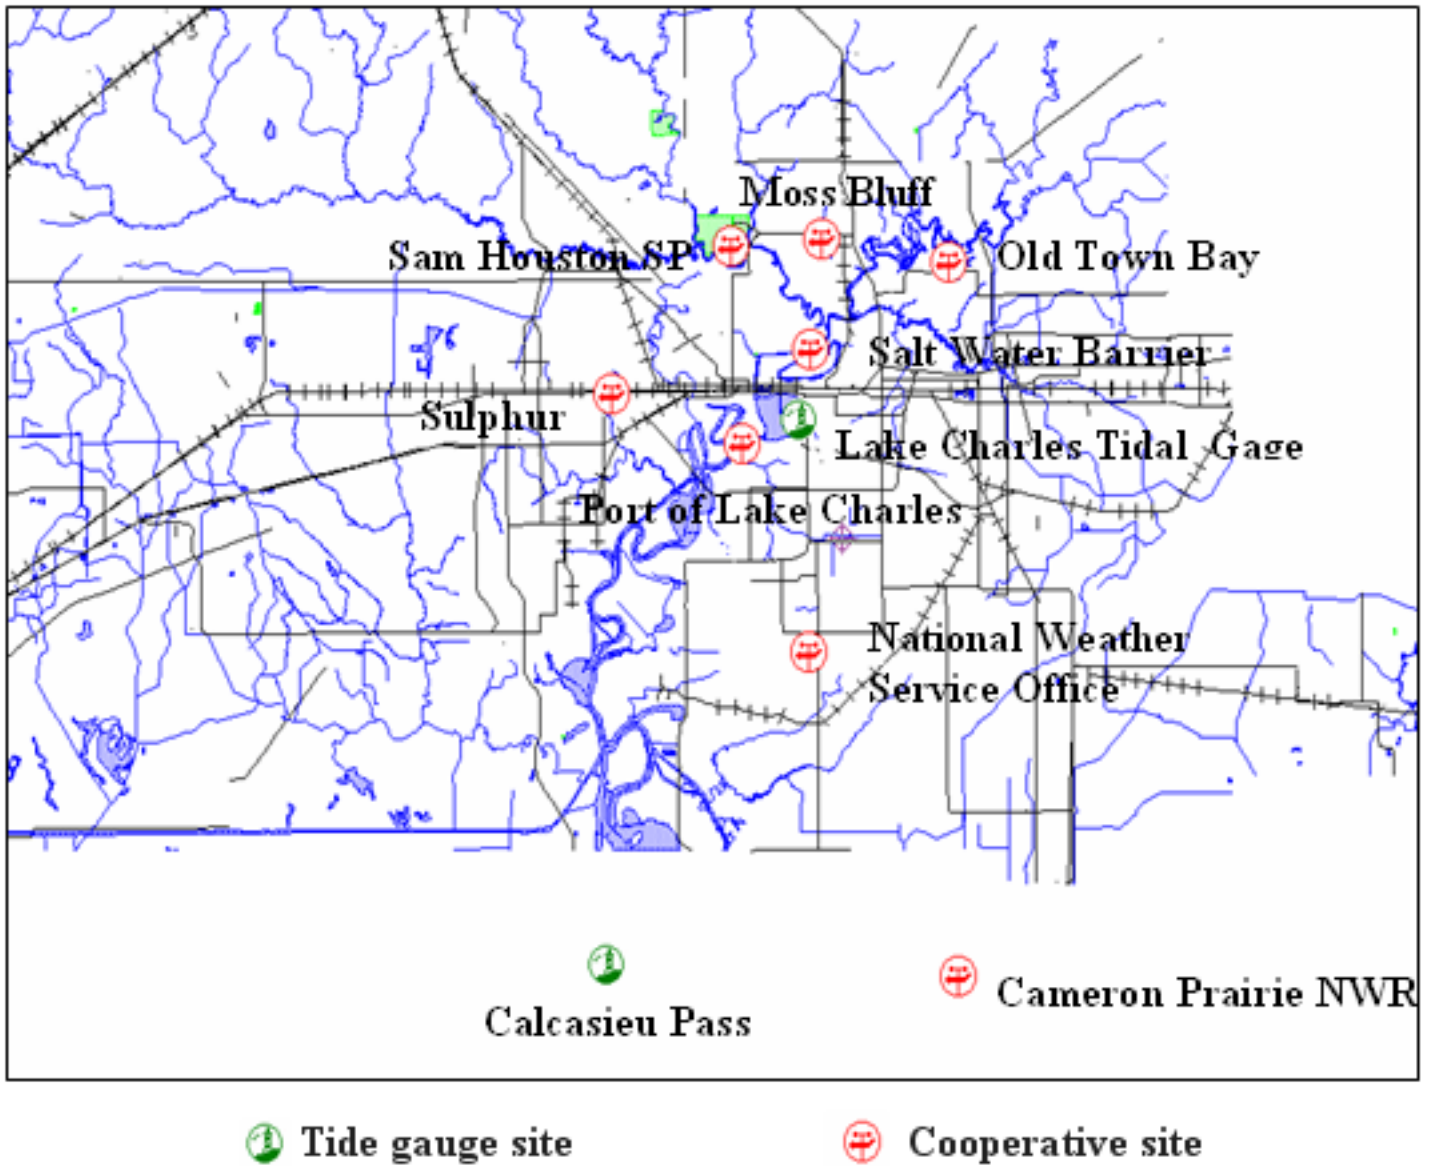 Moss Bluff
Sam Houston SP
Old Town Bay
Salt Water Barrier
Sulphur
Lake Charles Tidal Gage
Port of Lake Charles
National Weather
Service Office
Cameron Prairie NWR
Calcasieu Pass
Tide gauge site
Cooperative site